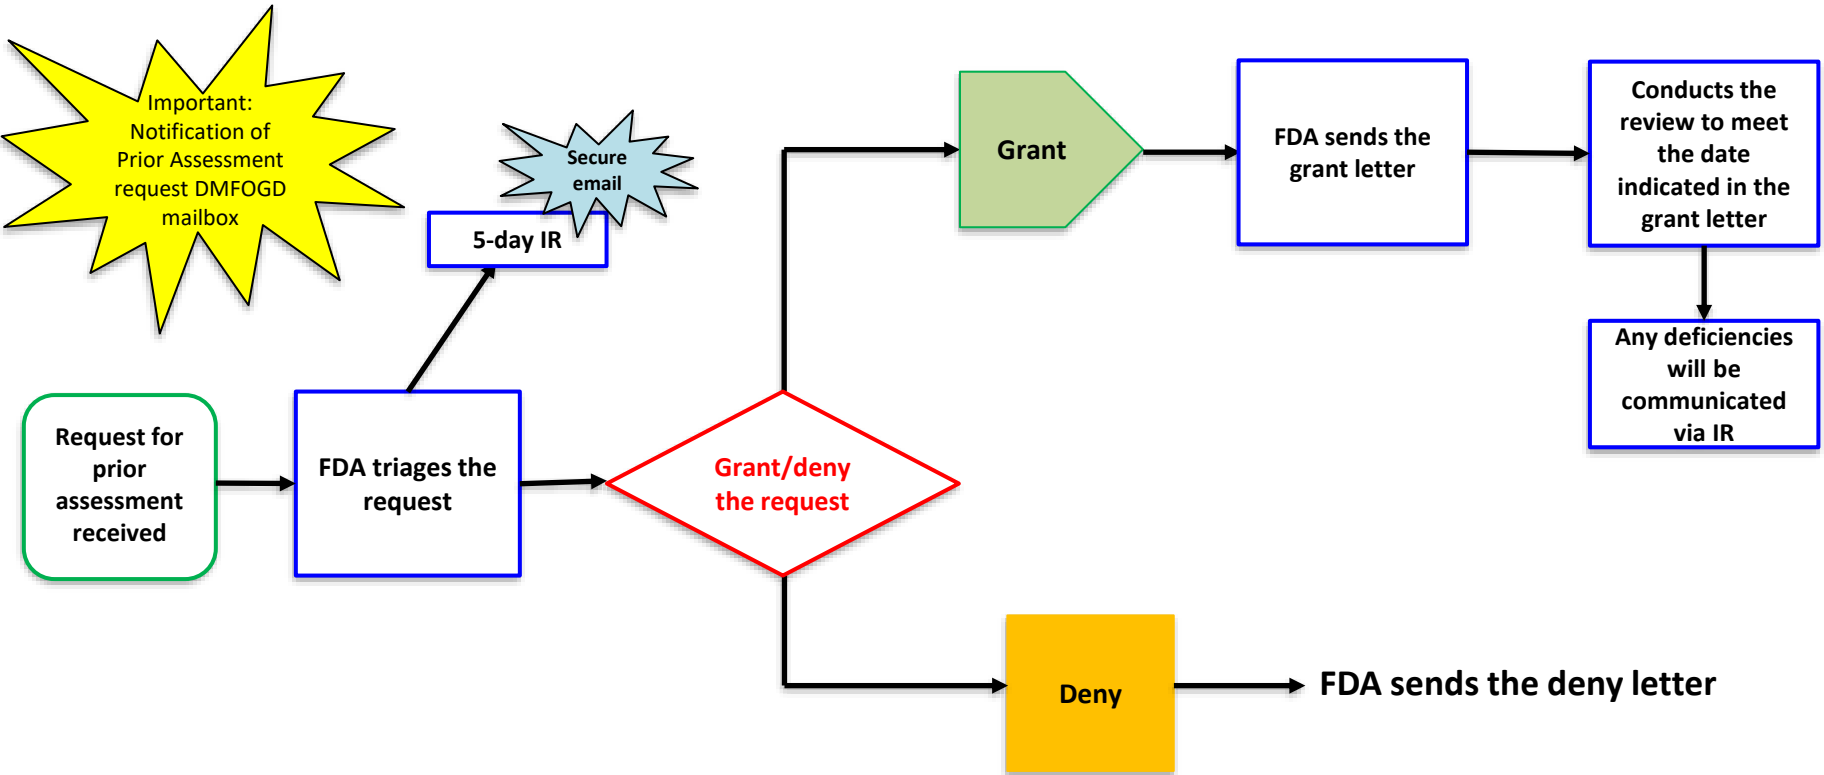 Important:
Notification of
Prior Assessment
request DMFOGD
mailbox
Secure
email
5-day IR
Request for
prior
assessment
received
FDA triages the
request
Grant/deny
the request
Grant
FDA sends the
grant letter
Conducts the
review to meet
the date
indicated in the
grant letter
Any deficiencies
will be
communicated
via IR
Deny
FDA sends the deny letter